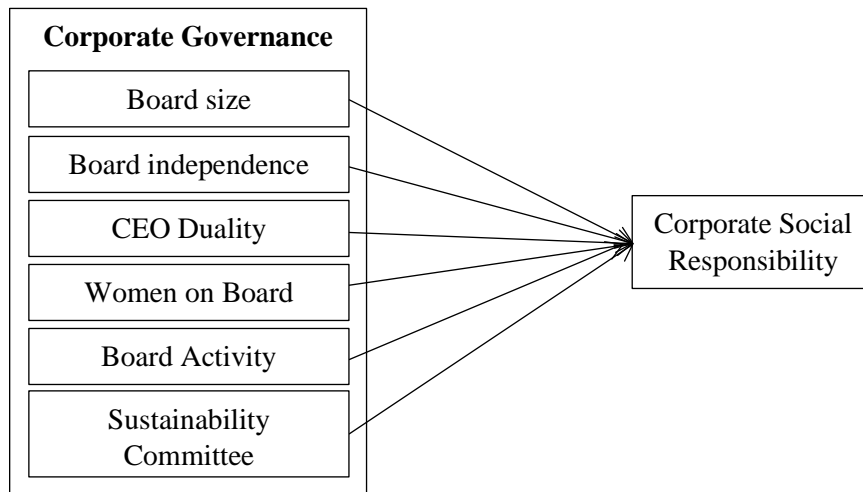 Corporate Governance
Board size
Board independence
CEO Duality
Women on Board
Board Activity
Sustainability
Committee
Corporate Social
Responsibility